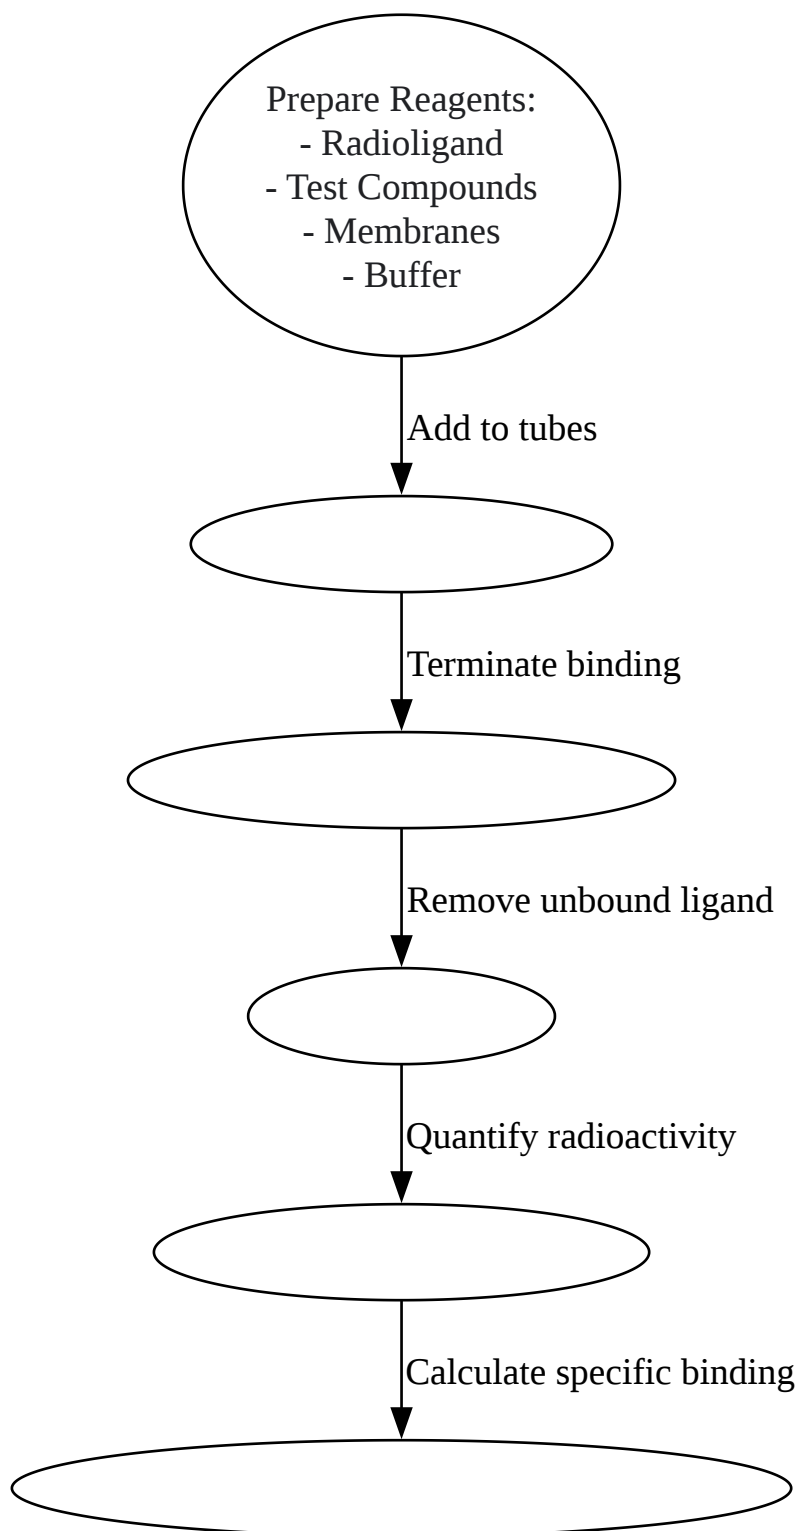 Prepare Reagents:
- Radioligand
- Test Compounds
- Membranes
- Buffer
Add to tubes
Terminate binding
Remove unbound ligand
Quantify radioactivity
Calculate specific binding